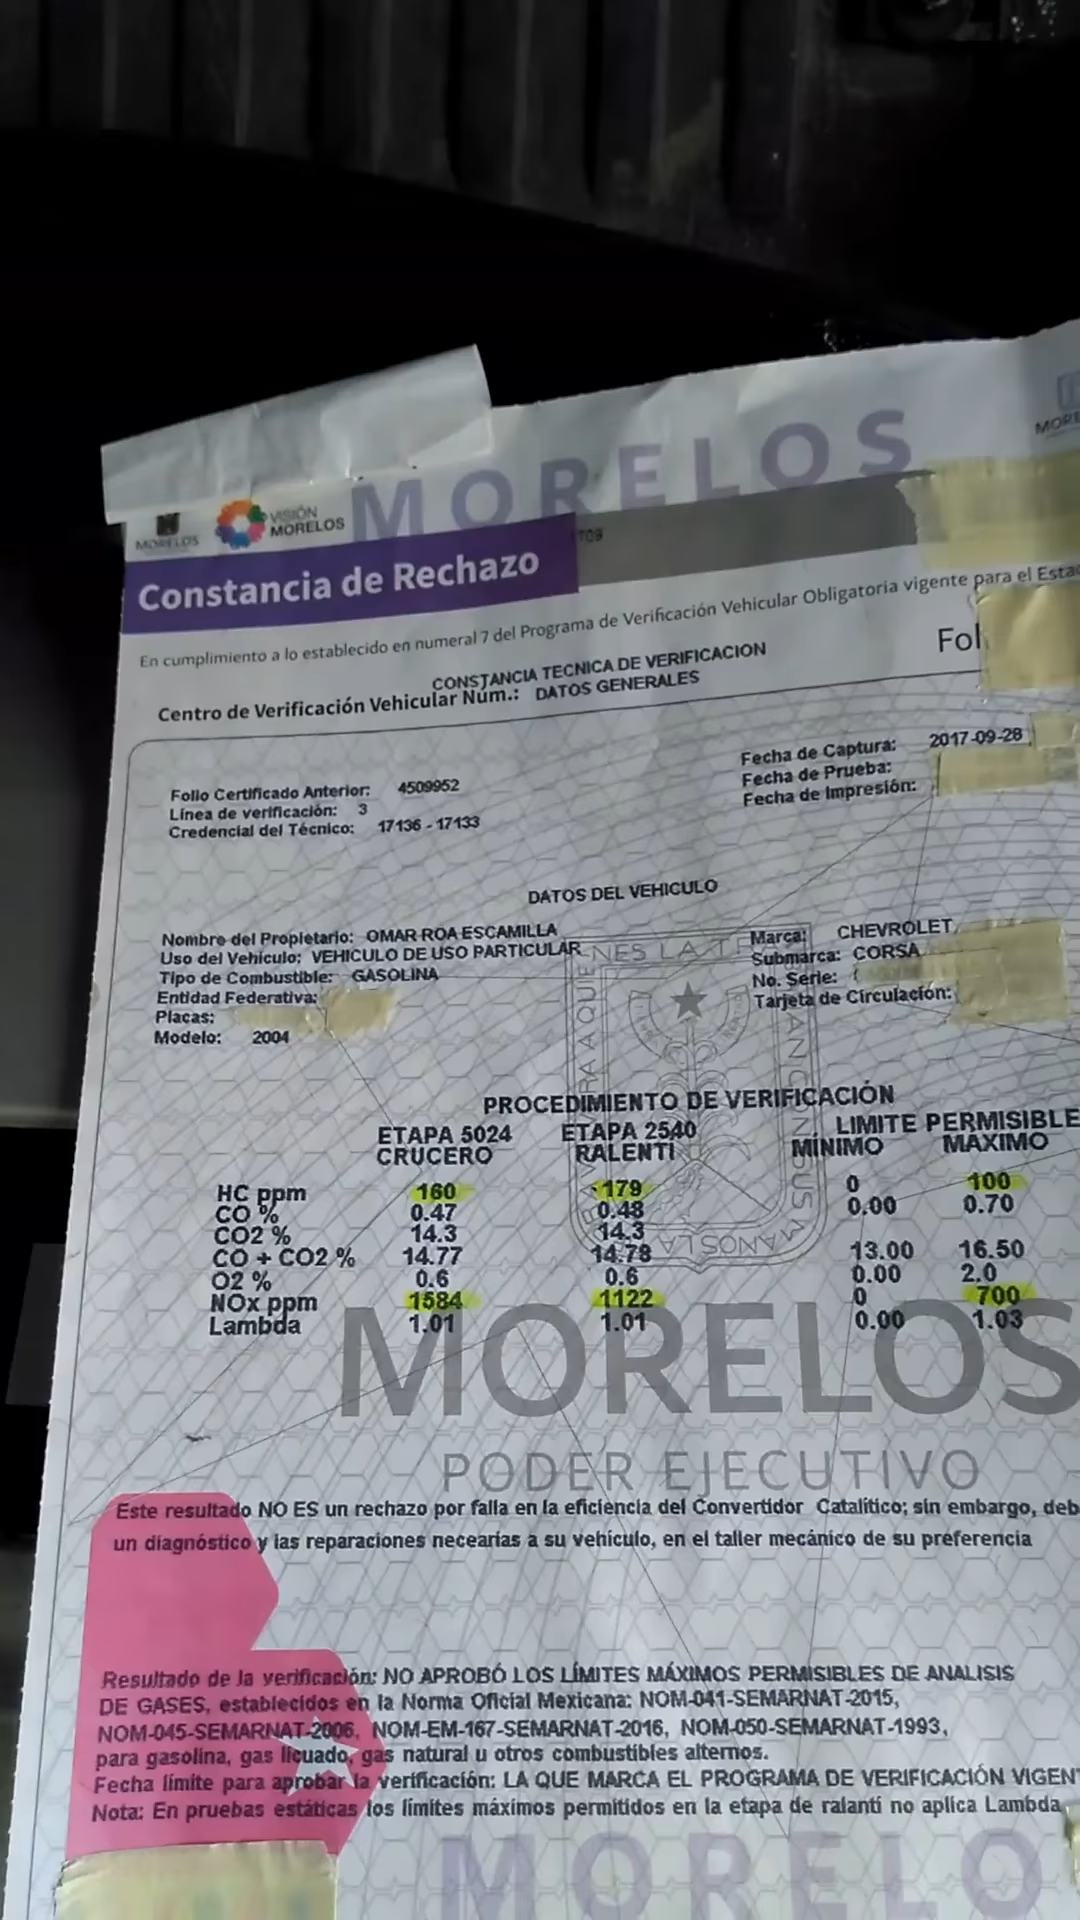 MORELOS
MORE
MORELOS
VISIÓN
MORELOS
Constancia de Rechazo
En cumplimiento a lo establecido en numeral 7 del Programa de Verificación Vehicular Obligatoria vigente para el Esta
Fol
CONSTANCIA TECNICA DE VERIFICACION
Centro de Verificación Vehicular Núm.: DATOS GENERALES
Folio Certificado Anterior: 4509952
Línea de verificación: 3
Credencial del Técnico: 17136 - 17133
Fecha de Captura: 2017-09-28
Fecha de Prueba:
Fecha de Impresión:
DATOS DEL VEHICULO
Nombre del Propietario: OMAR ROA ESCAMILLA
Uso del Vehículo: VEHICULO DE USO PARTICULAR
Tipo de Combustible: GASOLINA
Entidad Federativa:
Placas:
Modelo: 2004
Marca: CHEVROLET
Submarca: CORSA
No. Serie:
Tarjeta de Circulación:
PROCEDIMIENTO DE VERIFICACIÓN
ETAPA 5024 ETAPA 2540 LIMITE PERMISIBLE
CRUCERO RALENTI MÍNIMO MAXIMO
HC ppm 160 179 0 100
CO % 0.47 0.48 0.00 0.70
CO2 % 14.3 14.3
CO + CO2 % 14.77 14.78 13.00 16.50
O2 % 0.6 0.6 0.00 2.0
NOx ppm 1584 1122 0 700
Lambda 1.01 1.01 0.00 1.03
MORELOS
PODER EJECUTIVO
Este resultado NO ES un rechazo por falla en la eficiencia del Convertidor Catalítico; sin embargo, deb
un diagnóstico y las reparaciones necearias a su vehículo, en el taller mecánico de su preferencia
Resultado de la verificación: NO APROBÓ LOS LÍMITES MÁXIMOS PERMISIBLES DE ANALISIS
DE GASES, establecidos en la Norma Oficial Mexicana: NOM-041-SEMARNAT-2015,
NOM-045-SEMARNAT-2006, NOM-EM-167-SEMARNAT-2016, NOM-050-SEMARNAT-1993,
para gasolina, gas licuado, gas natural u otros combustibles alternos.
Fecha límite para aprobar la verificación: LA QUE MARCA EL PROGRAMA DE VERIFICACIÓN VIGEN
Nota: En pruebas estáticas los límites máximos permitidos en la etapa de ralantí no aplica Lambda
MORELO